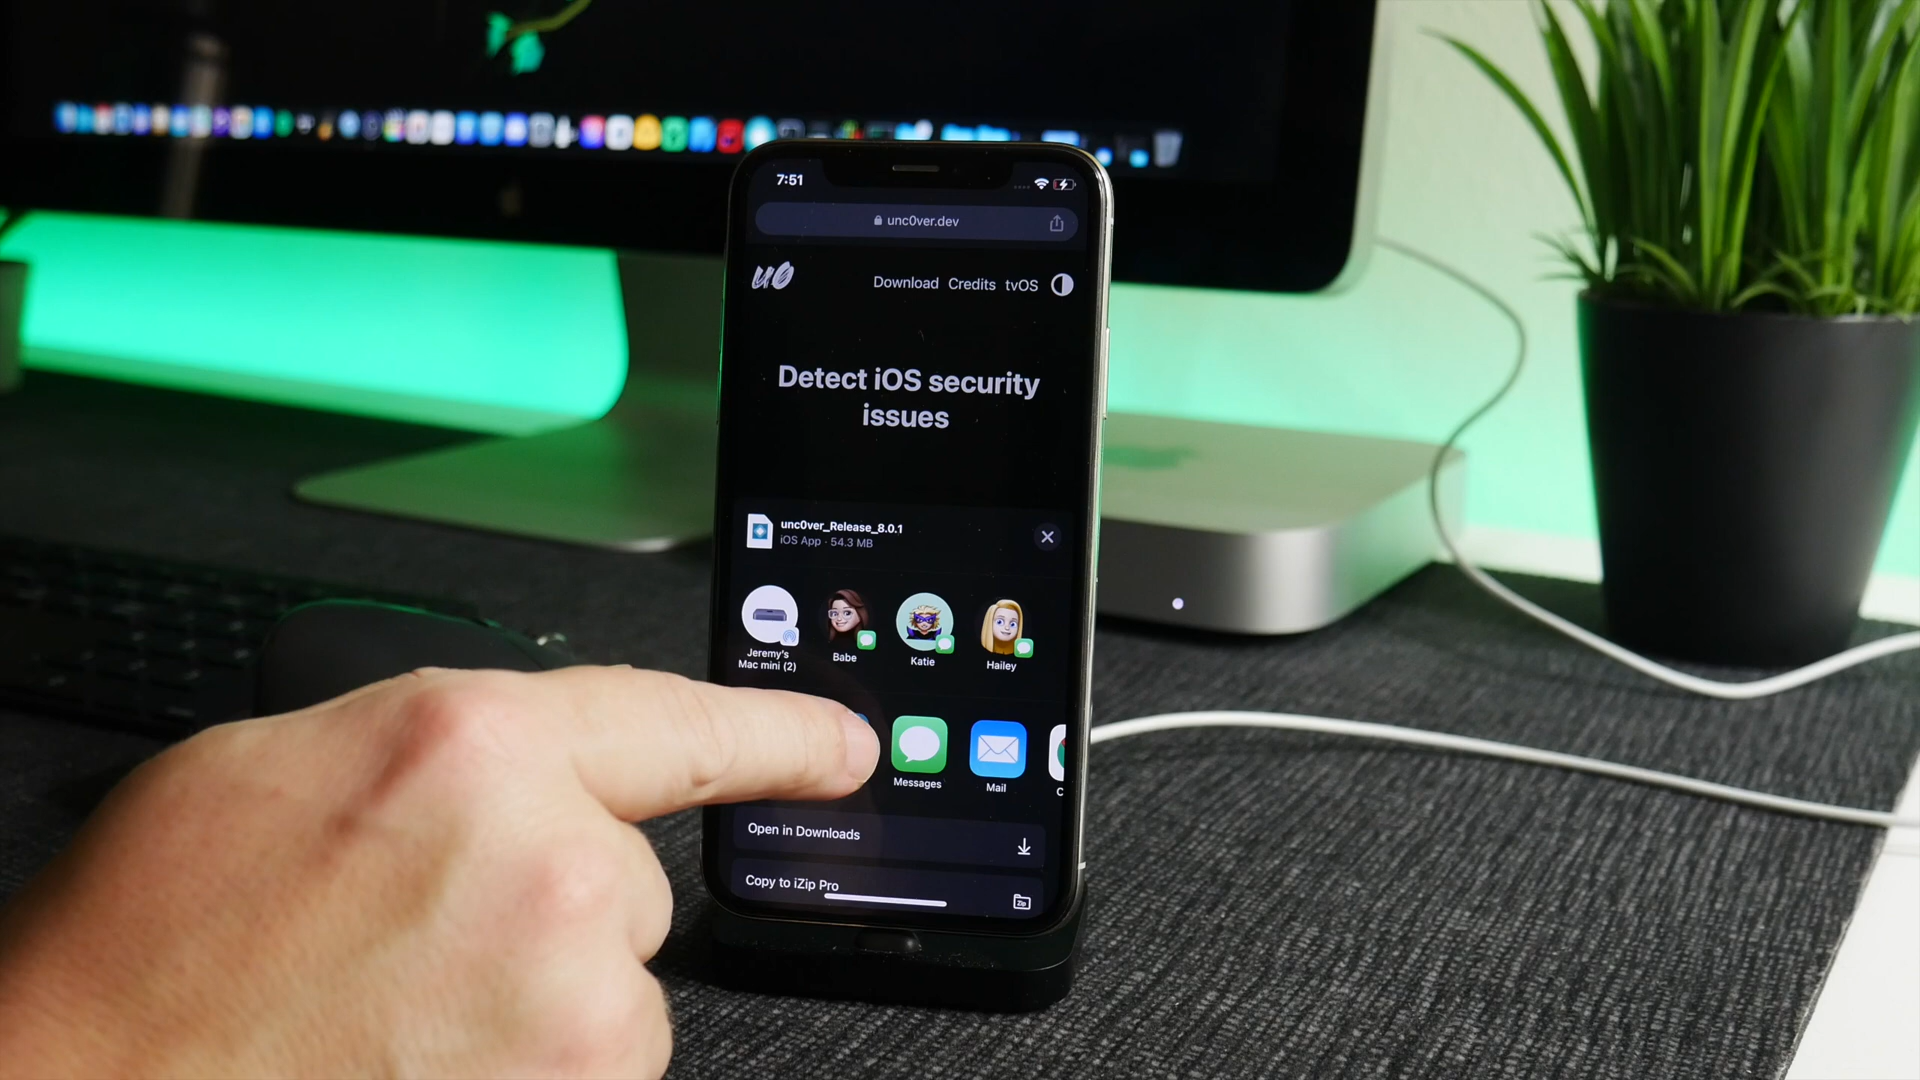 7:51
unc0ver.dev
u0
Download Credits tvOS
Detect iOS security
issues
unc0ver_Release_8.0.1
iOS App · 54.3 MB
Jeremy's
Mac mini (2)
Babe
Katie
Hailey
Messages
Mail
C
Open in Downloads
Copy to iZip Pro
Zip